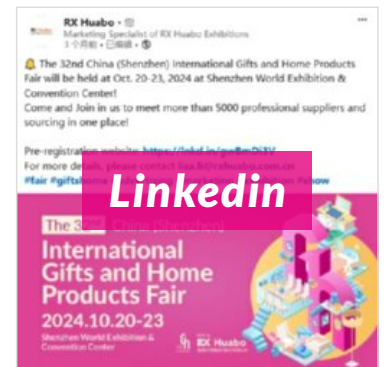 RX Huabo
Marketing Specialist of RX Huabo Exhibitions
3 个月前 • 已编辑 •
The 32nd China (Shenzhen) International Gifts and Home Products
Fair will be held at Oct. 20-23, 2024 at Shenzhen World Exhibition &
Convention Center!
Come and Join in us to meet more than 5000 professional suppliers and
sourcing in one place!
Pre-registration website:
For more details, please contact
#fair #giftshome #show
Linkedin
The 32nd China (Shenzhen)
International
Gifts and Home
Products Fair
2024.10.20-23
Shenzhen World Exhibition &
Convention Center
RX Huabo